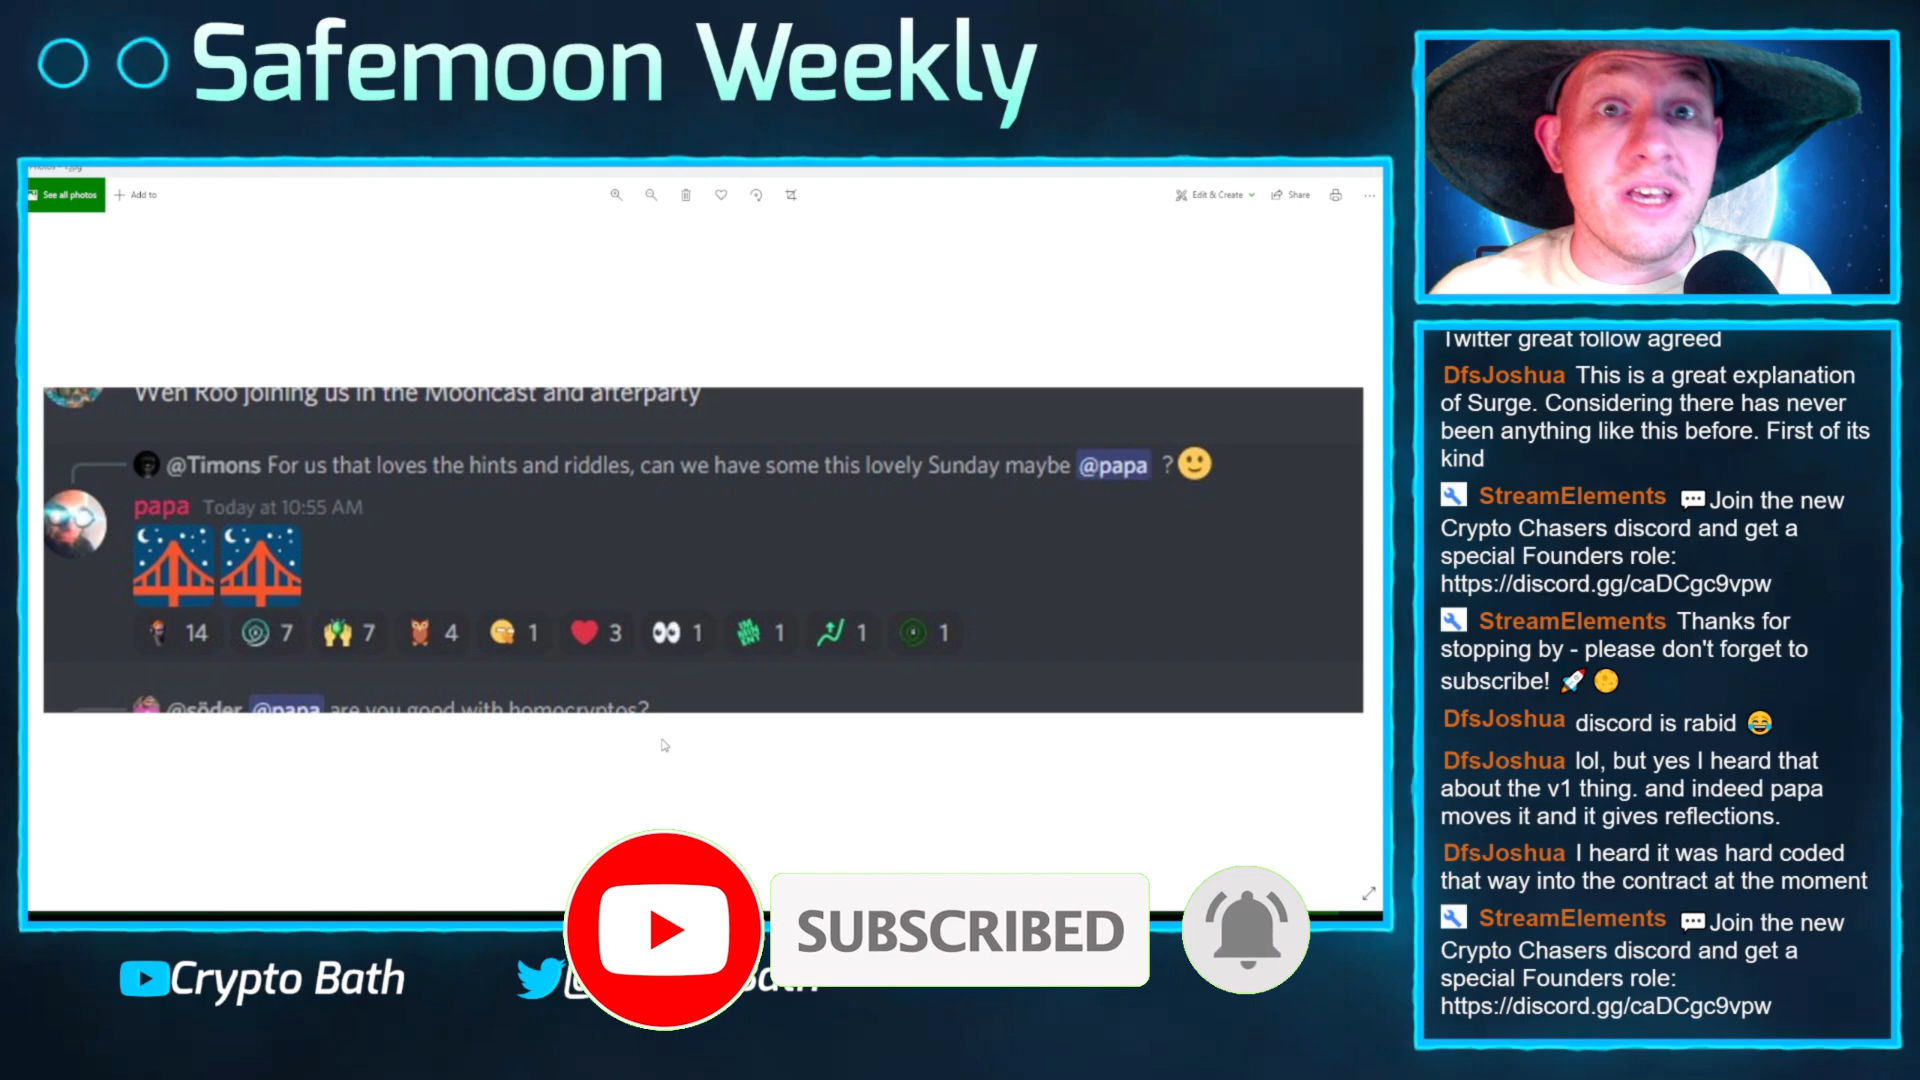 Safemoon Weekly
See all photos
Add to
Edit & Create
Share
Wen Roo joining us in the Mooncast and afterparty
@Timons For us that loves the hints and riddles, can we have some this lovely Sunday maybe @papa ?
papa Today at 10:55 AM
14 7 7 4 1 3 1 1 1 1
@söder @papa are you good with homocryptos?
SUBSCRIBED
Crypto Bath
Twitter great follow agreed
DfsJoshua This is a great explanation
of Surge. Considering there has never
been anything like this before. First of its
kind
StreamElements Join the new
Crypto Chasers discord and get a
special Founders role:
https://discord.gg/caDCgc9vpw
StreamElements Thanks for
stopping by - please don't forget to
subscribe!
DfsJoshua discord is rabid
DfsJoshua lol, but yes I heard that
about the v1 thing. and indeed papa
moves it and it gives reflections.
DfsJoshua I heard it was hard coded
that way into the contract at the moment
StreamElements Join the new
Crypto Chasers discord and get a
special Founders role:
https://discord.gg/caDCgc9vpw